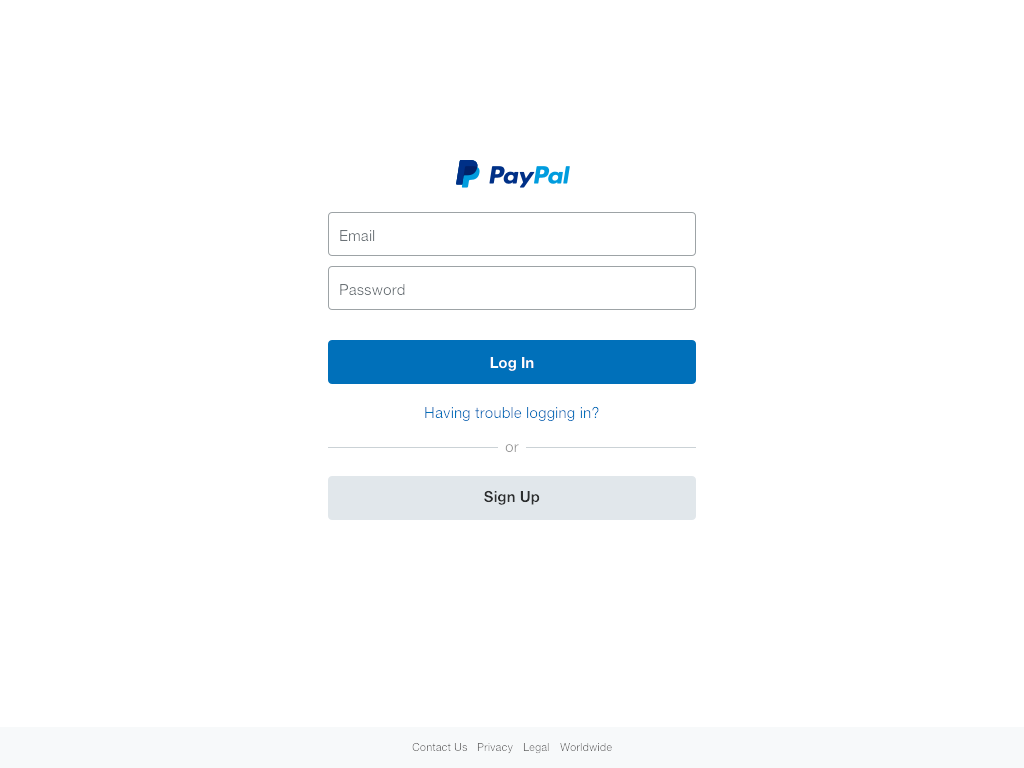 PayPal
Email
Password
Log In
Having trouble logging in?
or
Sign Up
Contact Us Privacy Legal Worldwide